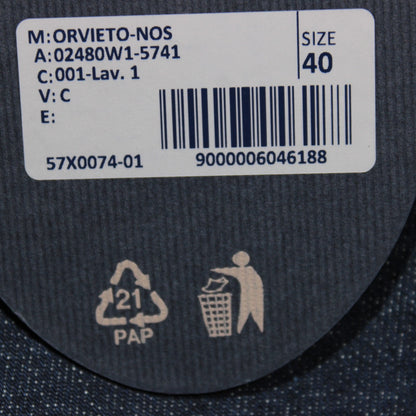 M:ORVIETO-NOS
A:02480W1-5741
C:001-Lav. 1
V:C
E:
SIZE
40
57X0074-01
9000006046188
21
PAP